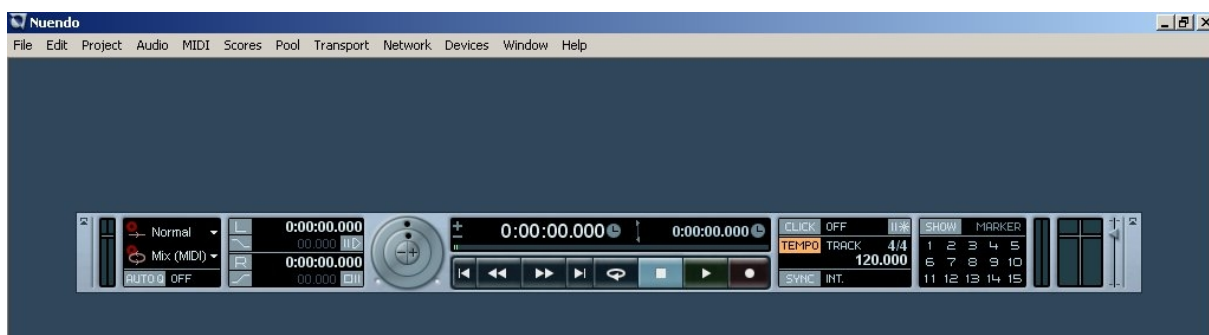 Nuendo
File Edit Project Audio MIDI Scores Pool Transport Network Devices Window Help
Normal
Mix (MIDI)
AUTO Q OFF
L 0:00:00.000
00.000
R 0:00:00.000
00.000
0:00:00.000 0:00:00.000
CLICK OFF
TEMPO TRACK 4/4
120.000
SYNC INT.
SHOW MARKER
1 2 3 4 5
6 7 8 9 10
11 12 13 14 15